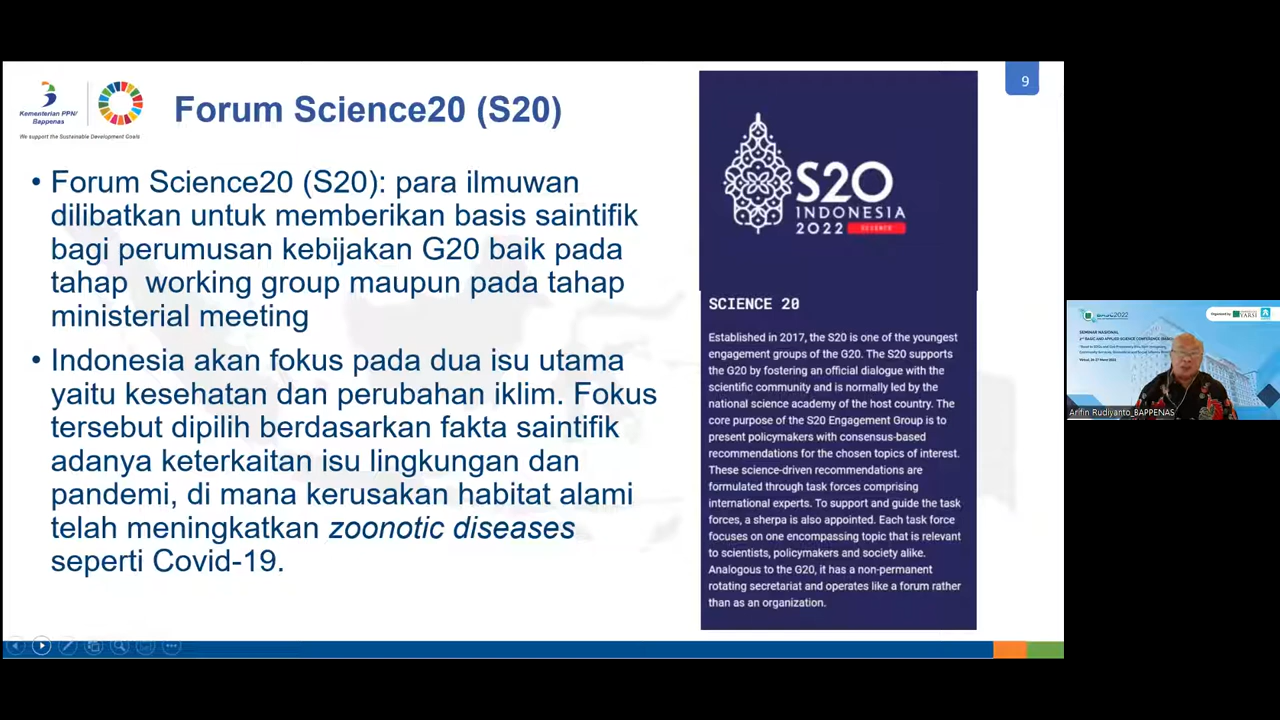 Kementerian PPN/
Bappenas
We support the Sustainable Development Goals
Forum Science20 (S20)
9
• Forum Science20 (S20): para ilmuwan
dilibatkan untuk memberikan basis saintifik
bagi perumusan kebijakan G20 baik pada
tahap working group maupun pada tahap
ministerial meeting
• Indonesia akan fokus pada dua isu utama
yaitu kesehatan dan perubahan iklim. Fokus
tersebut dipilih berdasarkan fakta saintifik
adanya keterkaitan isu lingkungan dan
pandemi, di mana kerusakan habitat alami
telah meningkatkan zoonotic diseases
seperti Covid-19.
S20
INDONESIA
2022 SCIENCE
SCIENCE 20
Established in 2017, the S20 is one of the youngest
engagement groups of the G20. The S20 supports
the G20 by fostering an official dialogue with the
scientific community and is normally led by the
national science academy of the host country. The
core purpose of the S20 Engagement Group is to
present policymakers with consensus-based
recommendations for the chosen topics of interest.
These science-driven recommendations are
formulated through task forces comprising
international experts. To support and guide the task
forces, a sherpa is also appointed. Each task force
focuses on one encompassing topic that is relevant
to scientists, policymakers and society alike.
Analogous to the G20, it has a non-permanent
rotating secretariat and operates like a forum rather
than as an organization.
Organized by
YARSI
SEMINAR NASIONAL
Arifin Rudiyanto_BAPPENAS